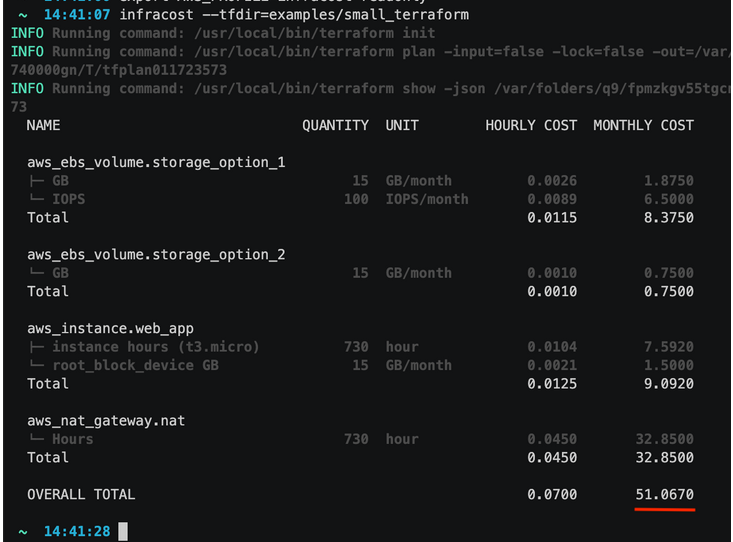 ~ 14:41:07 infracost --tfdir=examples/small_terraform
INFO Running command: /usr/local/bin/terraform init
INFO Running command: /usr/local/bin/terraform plan -input=false -lock=false -out=/var/
740000gn/T/tfplan011723573
INFO Running command: /usr/local/bin/terraform show -json /var/folders/q9/fpmzkgv55tgcn
73
NAME QUANTITY UNIT HOURLY COST MONTHLY COST
aws_ebs_volume.storage_option_1
├─ GB 15 GB/month 0.0026 1.8750
└─ IOPS 100 IOPS/month 0.0089 6.5000
Total 0.0115 8.3750
aws_ebs_volume.storage_option_2
└─ GB 15 GB/month 0.0010 0.7500
Total 0.0010 0.7500
aws_instance.web_app
├─ instance hours (t3.micro) 730 hour 0.0104 7.5920
└─ root_block_device GB 15 GB/month 0.0021 1.5000
Total 0.0125 9.0920
aws_nat_gateway.nat
└─ Hours 730 hour 0.0450 32.8500
Total 0.0450 32.8500
OVERALL TOTAL 0.0700 51.0670
~ 14:41:28